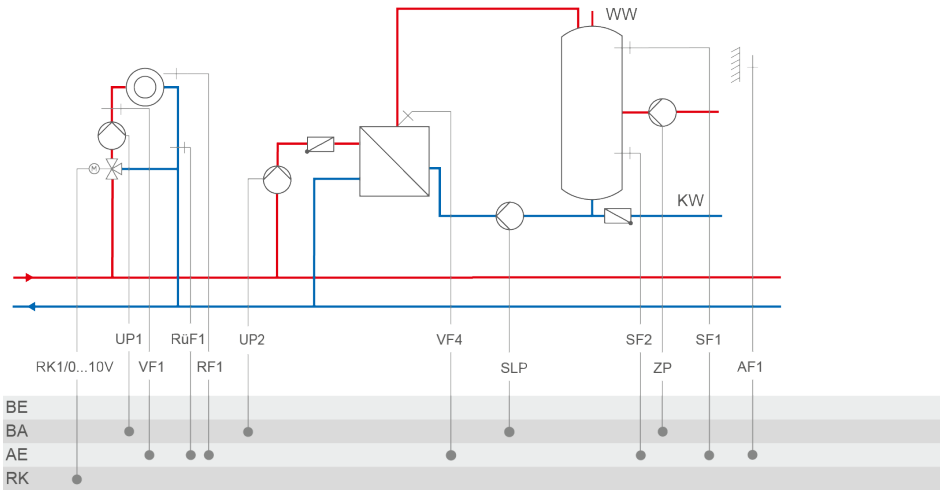 WW
M
KW
UP1 RüF1 UP2 VF4 SF2 SF1
RK1/0...10V VF1 RF1 SLP ZP AF1
BE
BA
AE
RK